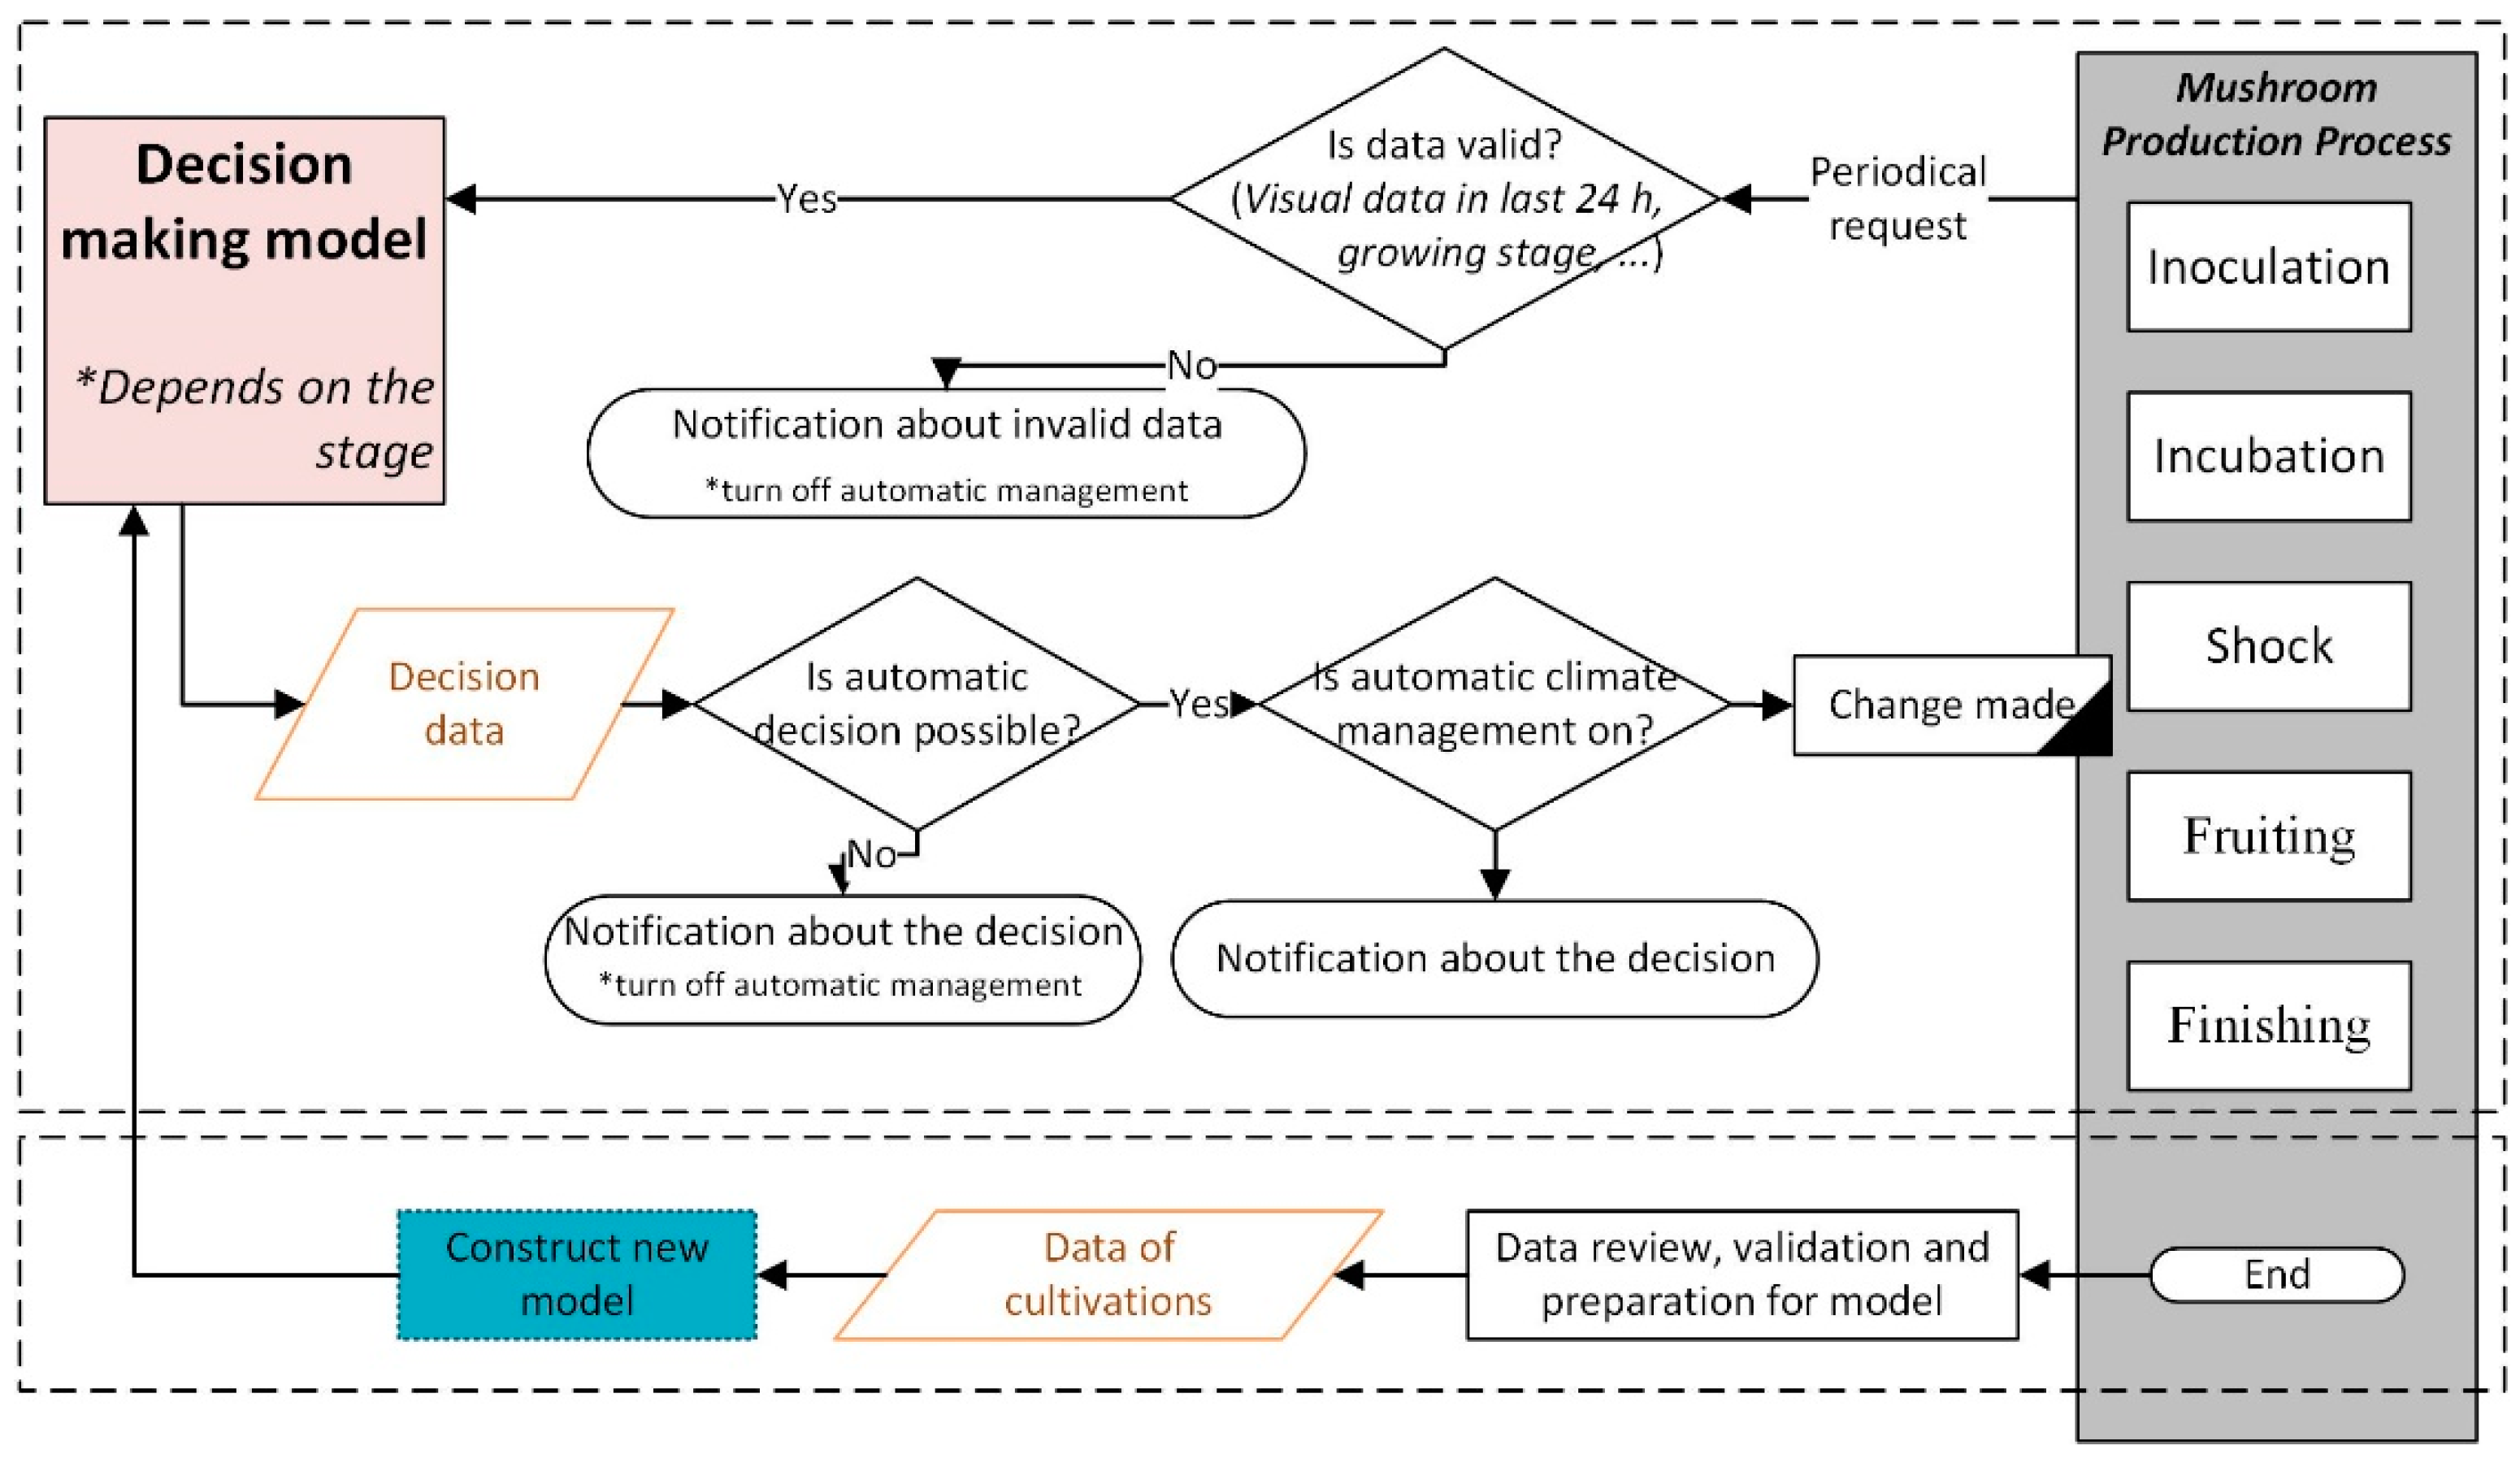 Mushroom
Production Process
Inoculation
Incubation
Shock
Fruiting
Finishing
End
Periodical
request
Is data valid?
(Visual data in last 24 h,
growing stage, ...)
Yes
No
Notification about invalid data
*turn off automatic management
Decision
making model
*Depends on the
stage
Decision
data
Is automatic
decision possible?
Yes
No
Notification about the decision
*turn off automatic management
Is automatic climate
management on?
Notification about the decision
Change made
Data review, validation and
preparation for model
Data of
cultivations
Construct new
model